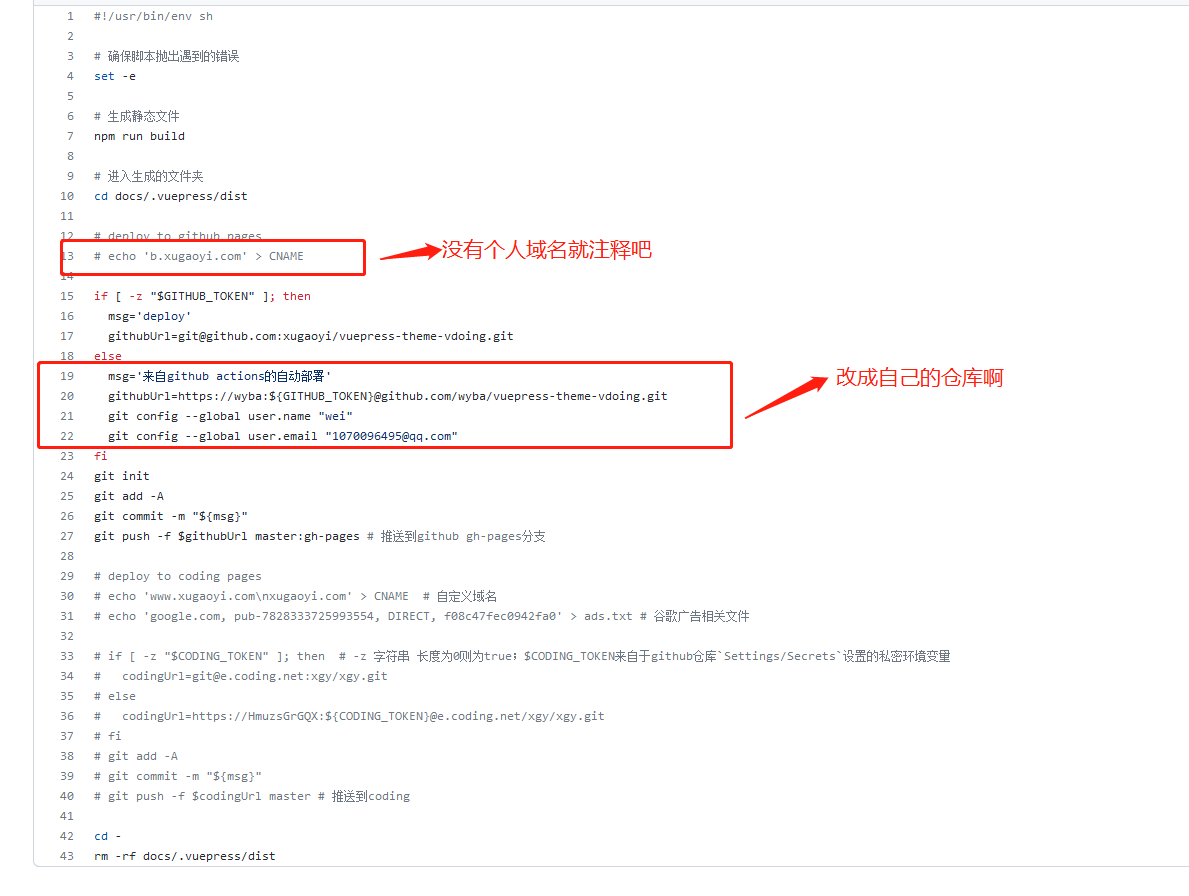 1 #!/usr/bin/env sh
2
3 # 确保脚本抛出遇到的错误
4 set -e
5
6 # 生成静态文件
7 npm run build
8
9 # 进入生成的文件夹
10 cd docs/.vuepress/dist
11
12 # deploy to github pages
13 # echo 'b.xugaoyi.com' > CNAME
没有个人域名就注释吧
14
15 if [ -z "$GITHUB_TOKEN" ]; then
16 msg='deploy'
17 githubUrl=git@github.com:xugaoyi/vuepress-theme-vdoing.git
18 else
19 msg='来自github actions的自动部署'
改成自己的仓库啊
20 githubUrl=https://wyba:${GITHUB_TOKEN}@github.com/wyba/vuepress-theme-vdoing.git
21 git config --global user.name "wei"
22 git config --global user.email "1070096495@qq.com"
23 fi
24 git init
25 git add -A
26 git commit -m "${msg}"
27 git push -f $githubUrl master:gh-pages # 推送到github gh-pages分支
28
29 # deploy to coding pages
30 # echo 'www.xugaoyi.com\nxugaoyi.com' > CNAME # 自定义域名
31 # echo 'google.com, pub-7828333725993554, DIRECT, f08c47fec0942fa0' > ads.txt # 谷歌广告相关文件
32
33 # if [ -z "$CODING_TOKEN" ]; then # -z 字符串 长度为0则为true；$CODING_TOKEN来自于github仓库`Settings/Secrets`设置的私密环境变量
34 # codingUrl=git@e.coding.net:xgy/xgy.git
35 # else
36 # codingUrl=https://HmuzsGrGQX:${CODING_TOKEN}@e.coding.net/xgy/xgy.git
37 # fi
38 # git add -A
39 # git commit -m "${msg}"
40 # git push -f $codingUrl master # 推送到coding
41
42 cd -
43 rm -rf docs/.vuepress/dist